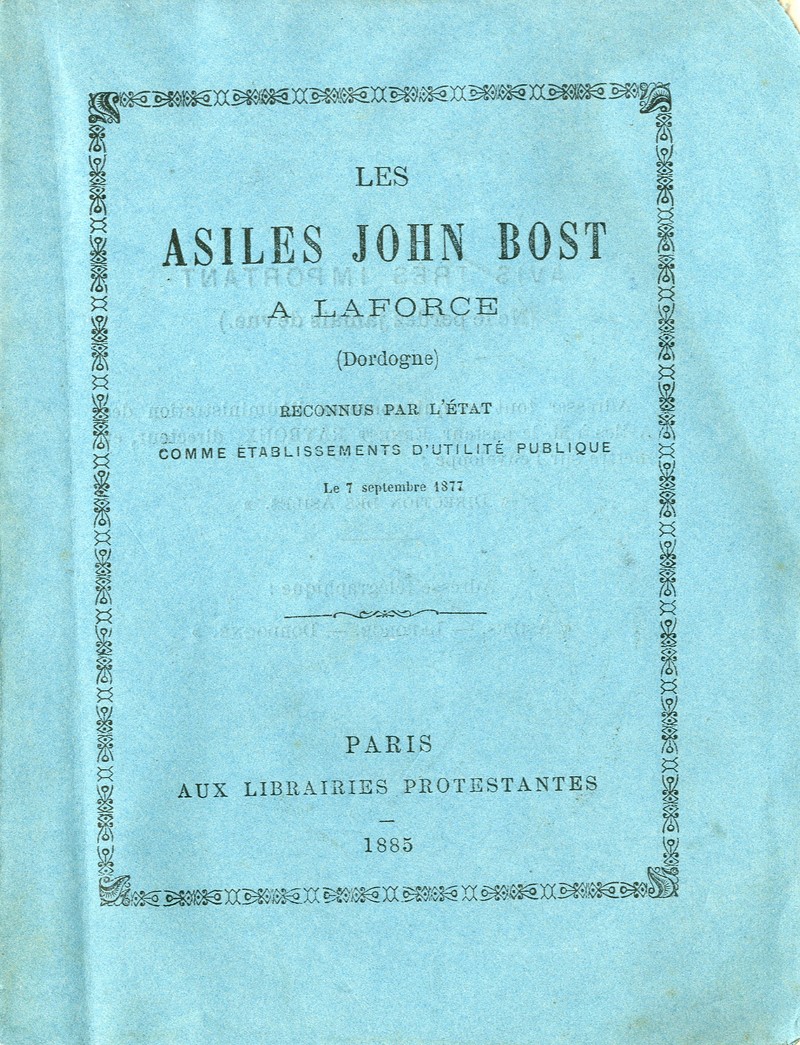 LES
ASILES JOHN BOST
A LAFORCE
(Dordogne)
RECONNUS PAR L'ÉTAT
COMME ETABLISSEMENTS D'UTILITÉ PUBLIQUE
Le 7 septembre 1877
PARIS
AUX LIBRAIRIES PROTESTANTES
1885